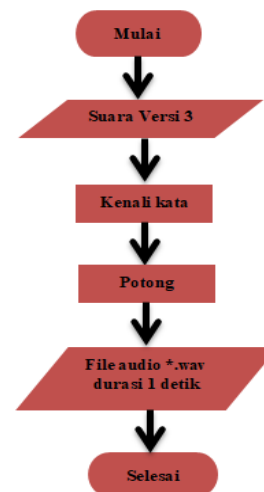 Mulai
Suara Versi 3
Kenali kata
Potong
File audio *.wav
durasi 1 detik
Selesai